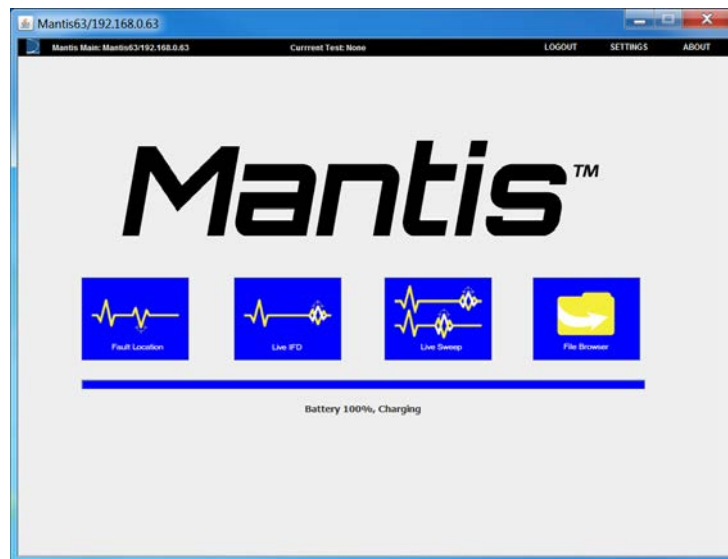 Mantis63/192.168.0.63
Mantis Main: Mantis63/192.168.0.63 Currrent Test: None LOGOUT SETTINGS ABOUT
Mantis™
Fault Location Live IFD Live Sweep File Browser
Battery 100%, Charging